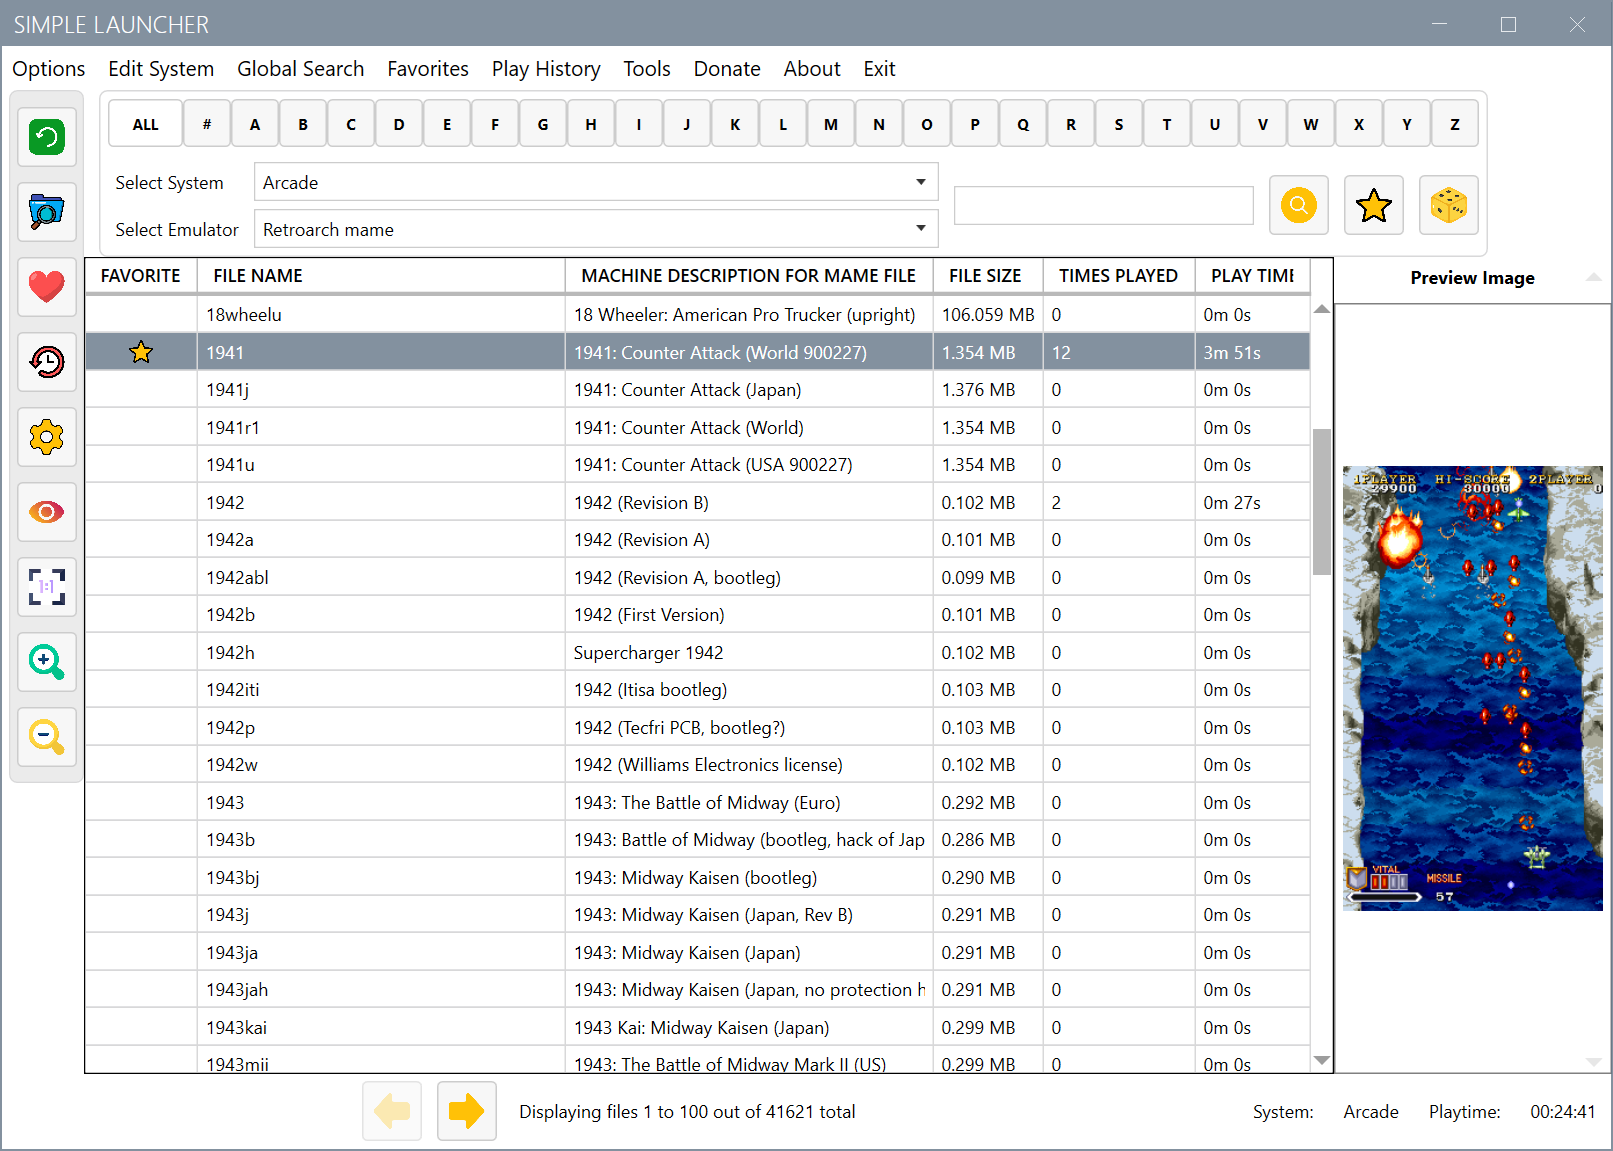 SIMPLE LAUNCHER
Options Edit System Global Search Favorites Play History Tools Donate About Exit
ALL # A B C D E F G H I J K L M N O P Q R S T U V W X Y Z
Select System Arcade
Select Emulator Retroarch mame
FAVORITE FILE NAME MACHINE DESCRIPTION FOR MAME FILE FILE SIZE TIMES PLAYED PLAY TIME
Preview Image
18wheelu 18 Wheeler: American Pro Trucker (upright) 106.059 MB 0 0m 0s
1941 1941: Counter Attack (World 900227) 1.354 MB 12 3m 51s
1941j 1941: Counter Attack (Japan) 1.376 MB 0 0m 0s
1941r1 1941: Counter Attack (World) 1.354 MB 0 0m 0s
1941u 1941: Counter Attack (USA 900227) 1.354 MB 0 0m 0s
1942 1942 (Revision B) 0.102 MB 2 0m 27s
1942a 1942 (Revision A) 0.101 MB 0 0m 0s
1942abl 1942 (Revision A, bootleg) 0.099 MB 0 0m 0s
1942b 1942 (First Version) 0.101 MB 0 0m 0s
1942h Supercharger 1942 0.102 MB 0 0m 0s
1942iti 1942 (Itisa bootleg) 0.103 MB 0 0m 0s
1942p 1942 (Tecfri PCB, bootleg?) 0.103 MB 0 0m 0s
1942w 1942 (Williams Electronics license) 0.102 MB 0 0m 0s
1943 1943: The Battle of Midway (Euro) 0.292 MB 0 0m 0s
1943b 1943: Battle of Midway (bootleg, hack of Jap 0.286 MB 0 0m 0s
1943bj 1943: Midway Kaisen (bootleg) 0.290 MB 0 0m 0s
1943j 1943: Midway Kaisen (Japan, Rev B) 0.291 MB 0 0m 0s
1943ja 1943: Midway Kaisen (Japan) 0.291 MB 0 0m 0s
1943jah 1943: Midway Kaisen (Japan, no protection h 0.291 MB 0 0m 0s
1943kai 1943 Kai: Midway Kaisen (Japan) 0.299 MB 0 0m 0s
1943mii 1943: The Battle of Midway Mark II (US) 0.299 MB 0 0m 0s
1PLAYER HI-SCORE 2PLAYER
29900 30000 0
VITAL MISSILE
57
1:1
Displaying files 1 to 100 out of 41621 total
System: Arcade Playtime: 00:24:41